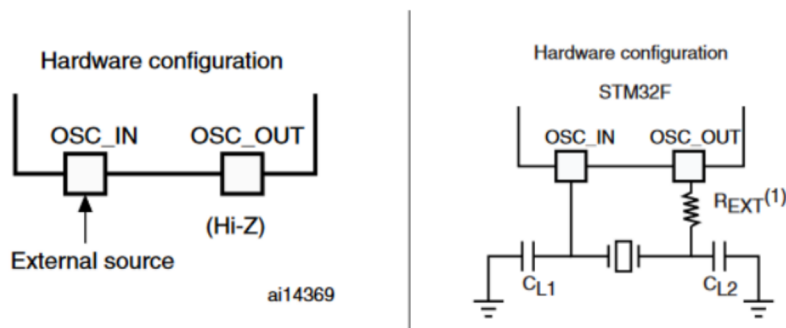 Hardware configuration
OSC_IN OSC_OUT
(Hi-Z)
External source
ai14369
Hardware configuration
STM32F
OSC_IN OSC_OUT
REXT(1)
CL1 CL2